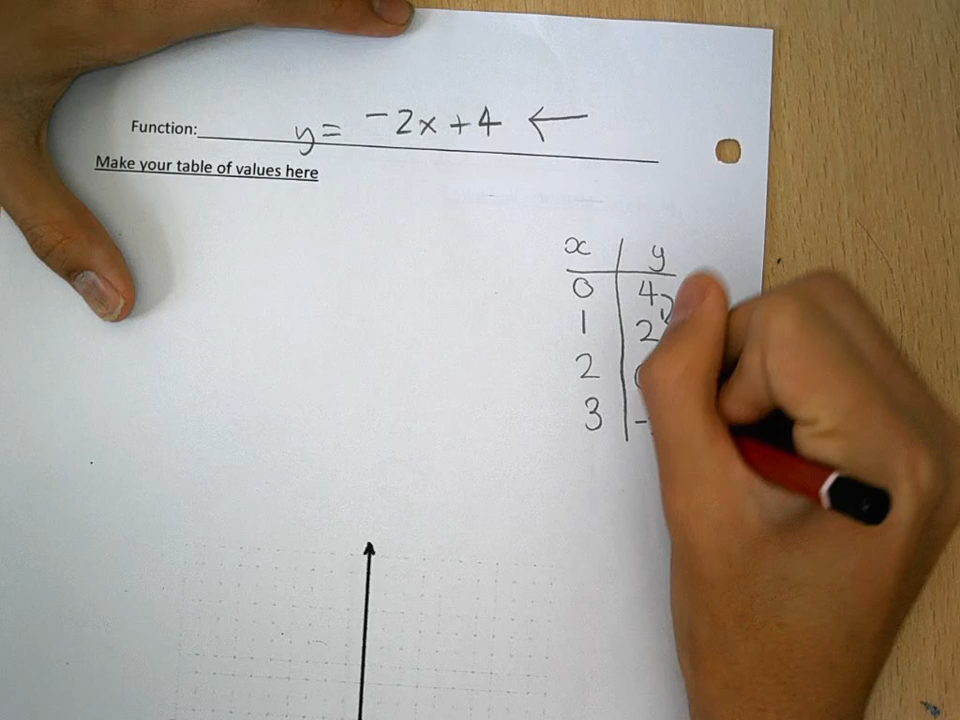 Function: y = -2x + 4 ←
Make your table of values here
x y
0 4
1 2
2
3 -